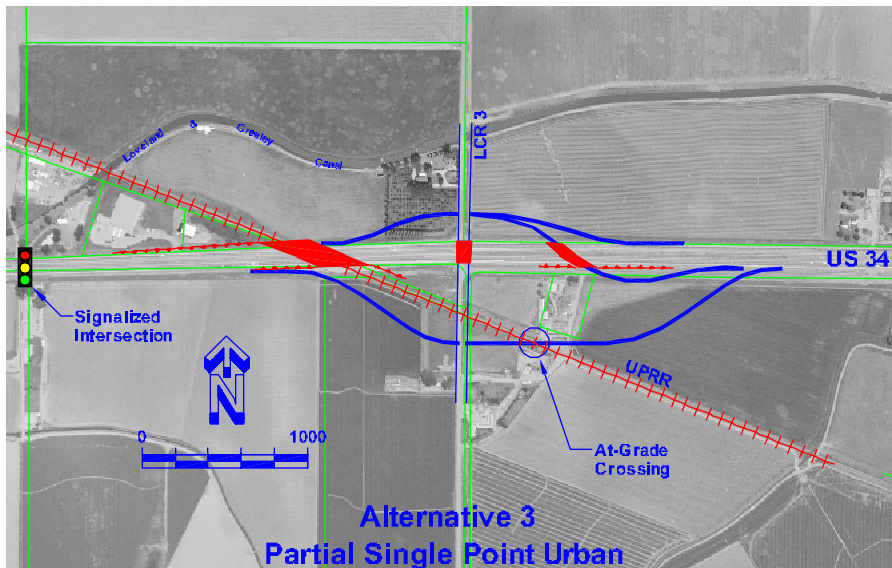 Loveland & Greeley Canal
LCR 3
US 34
Signalized
Intersection
UPRR
N
0 1000
At-Grade
Crossing
Alternative 3
Partial Single Point Urban